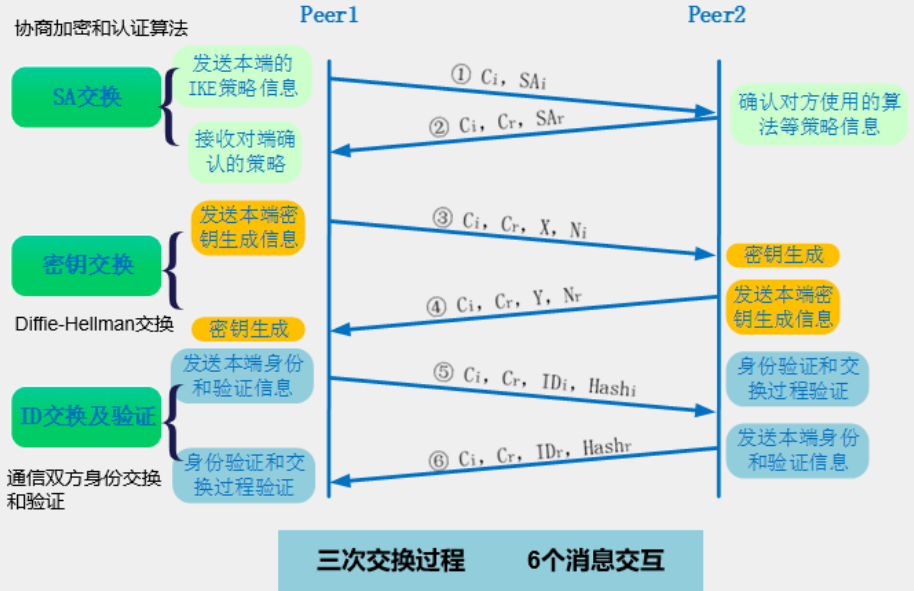 Peer1
Peer2
协商加密和认证算法
SA交换
发送本端的
IKE策略信息
① Ci, SAi
确认对方使用的算
法等策略信息
② Ci, Cr, SAr
接收对端确
认的策略
密钥交换
发送本端密
钥生成信息
③ Ci, Cr, X, Ni
密钥生成
④ Ci, Cr, Y, Nr
发送本端密
钥生成信息
Diffie-Hellman交换
密钥生成
ID交换及验证
发送本端身份
和验证信息
⑤ Ci, Cr, IDi, Hashi
身份验证和交
换过程验证
⑥ Ci, Cr, IDr, Hashr
发送本端身份
和验证信息
身份验证和交
换过程验证
通信双方身份交换
和验证
三次交换过程 6个消息交互